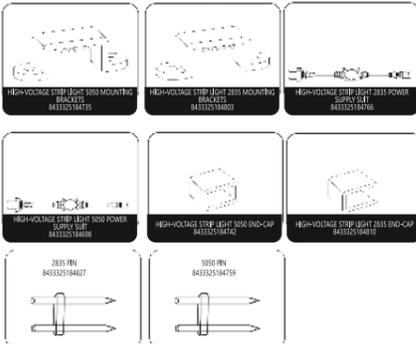 HIGH-VOLTAGE STRIP LIGHT 5050 MOUNTING
BRACKETS
8433325184735
HIGH-VOLTAGE STRIP LIGHT 2835 MOUNTING
BRACKETS
8433325184803
HIGH-VOLTAGE STRIP LIGHT 2835 POWER
SUPPLY SUIT
8433325184766
HIGH-VOLTAGE STRIP LIGHT 5050 POWER
SUPPLY SUIT
8433325184698
HIGH-VOLTAGE STRIP LIGHT 5050 END-CAP
8433325184742
HIGH-VOLTAGE STRIP LIGHT 2835 END-CAP
8433325184810
2835 PIN
8433325184827
5050 PIN
8433325184759